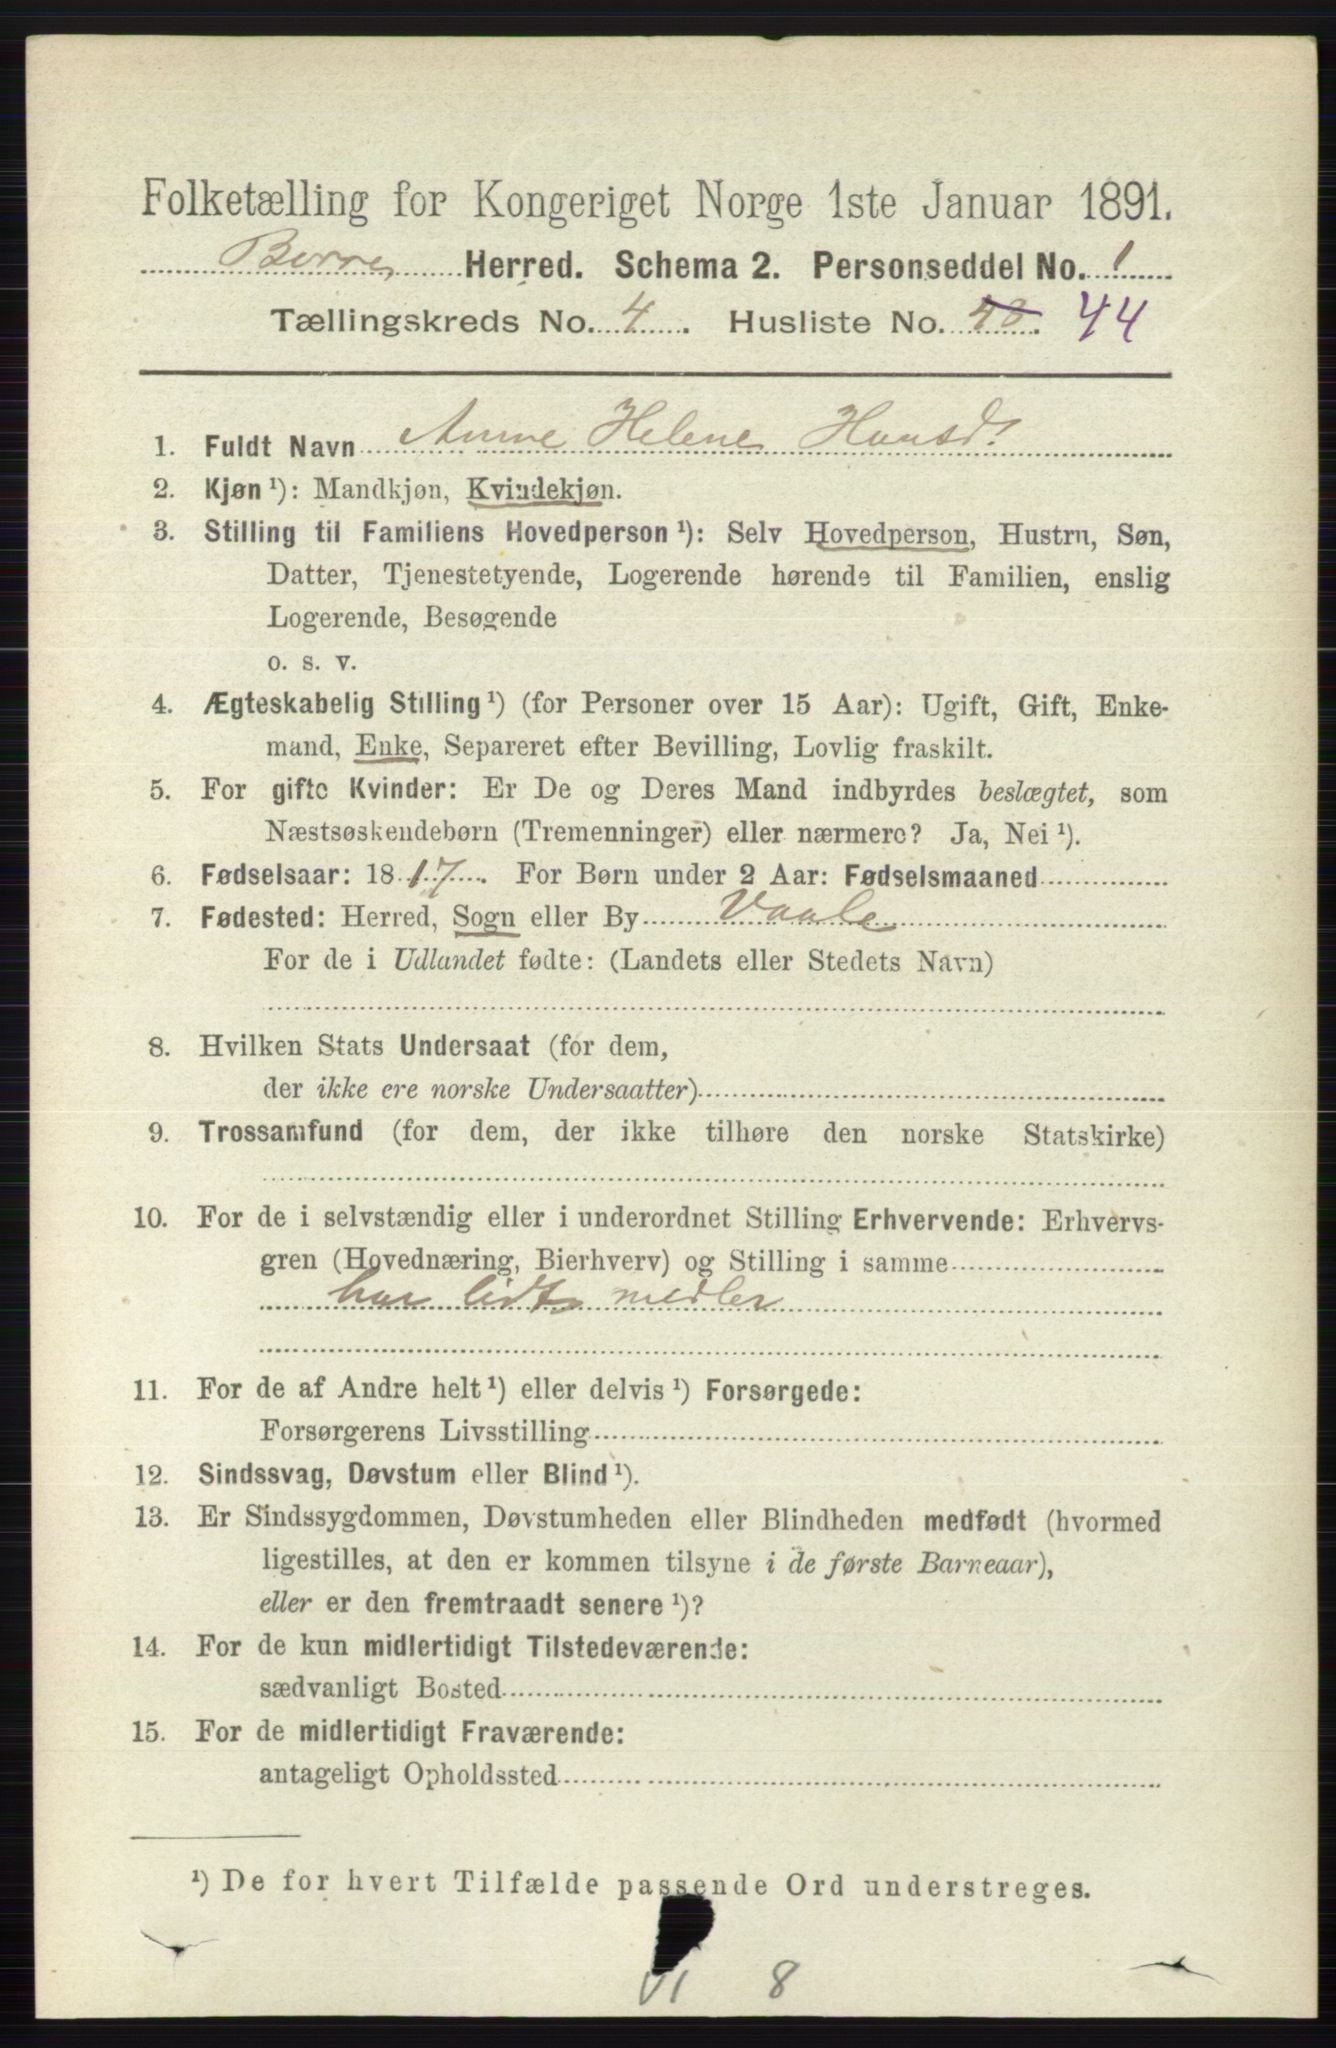 Folketælling for Kongeriget Norge 1ste Januar 1891.
Borre Herred. Schema 2. Personseddel No. 1
Tællingskreds No. 4. Husliste No. 44
1. Fuldt Navn Anne Helene Hansd.
2. Kjøn ¹): Mandkjøn, Kvindekjøn.
3. Stilling til Familiens Hovedperson ¹): Selv Hovedperson, Hustru, Søn,
Datter, Tjenestetyende, Logerende hørende til Familien, enslig
Logerende, Besøgende
o. s. v.
4. Ægteskabelig Stilling ¹) (for Personer over 15 Aar): Ugift, Gift, Enke-
mand, Enke, Separeret efter Bevilling, Lovlig fraskilt.
5. For gifte Kvinder: Er De og Deres Mand indbyrdes beslægtet, som
Næstsøskendebørn (Tremenninger) eller nærmere? Ja, Nei ¹).
6. Fødselsaar: 1817. For Børn under 2 Aar: Fødselsmaaned
7. Fødested: Herred, Sogn eller By Vaale
For de i Udlandet fødte: (Landets eller Stedets Navn)
8. Hvilken Stats Undersaat (for dem,
der ikke ere norske Undersaatter)
9. Trossamfund (for dem, der ikke tilhøre den norske Statskirke)
10. For de i selvstændig eller i underordnet Stilling Erhvervende: Erhvervs-
gren (Hovednæring, Bierhverv) og Stilling i samme
har lidt medler
11. For de af Andre helt ¹) eller delvis ¹) Forsørgede:
Forsørgerens Livsstilling
12. Sindssvag, Døvstum eller Blind ¹).
13. Er Sindssygdommen, Døvstumheden eller Blindheden medfødt (hvormed
ligestilles, at den er kommen tilsyne i de første Barneaar),
eller er den fremtraadt senere ¹)?
14. For de kun midlertidigt Tilstedeværende:
sædvanligt Bosted
15. For de midlertidigt Fraværende:
antageligt Opholdssted
¹) De for hvert Tilfælde passende Ord understreges.
VI 8